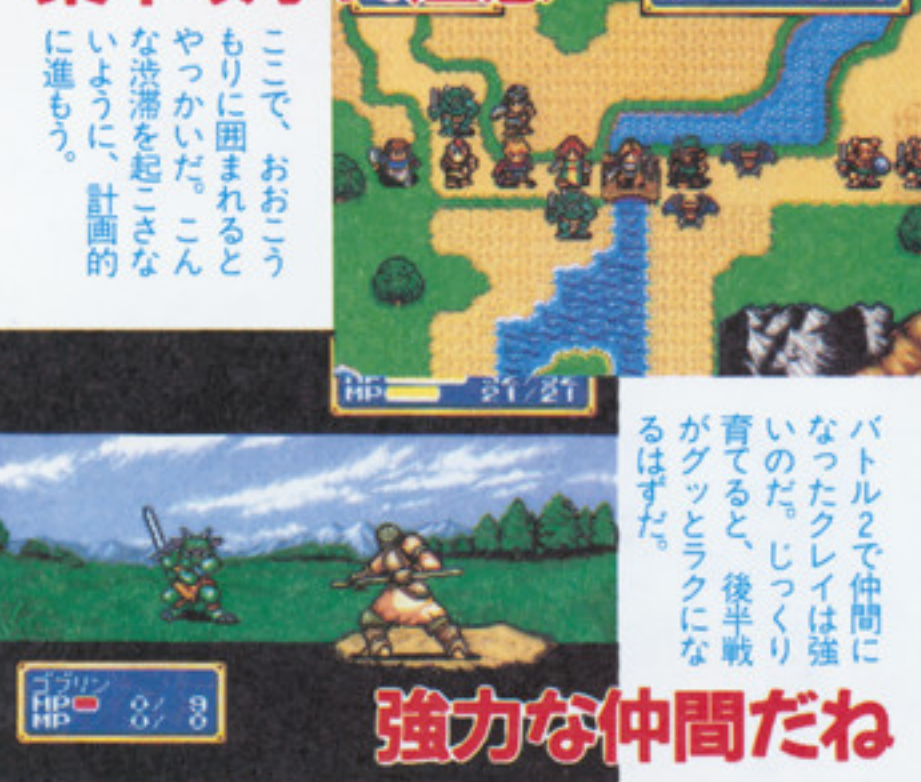 ここで、おおこう
もりに囲まれると
やっかいだ。こん
な渋滞を起こさな
いように、計画的
に進もう。
MP 21/21
バトル2で仲間に
なったクレイは強
いのだ。じっくり
育てると、後半戦
がグッとラクにな
るはずだ。
ゴブリン
HP 0/ 9
MP 0/ 0
強力な仲間だね